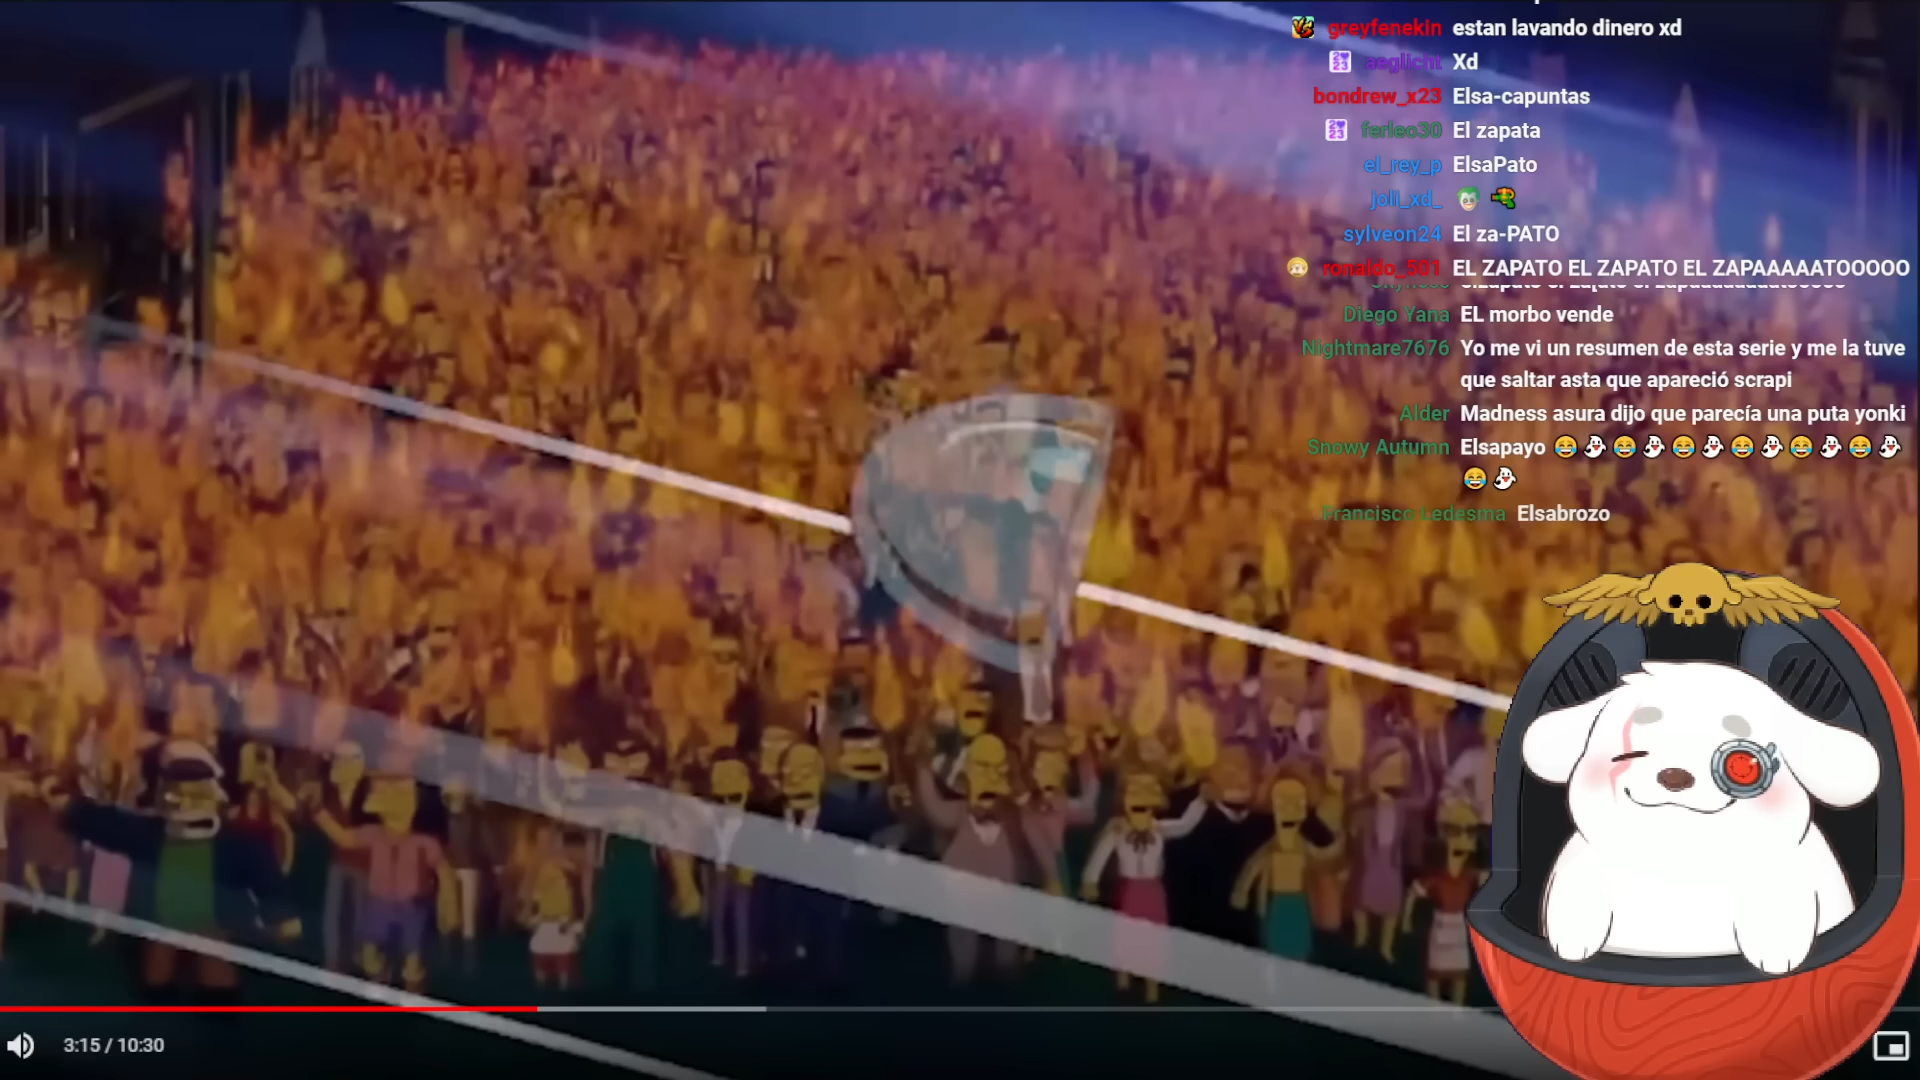 greyfenekin estan lavando dinero xd
aeglicht Xd
bondrew_x23 Elsa-capuntas
ferleo30 El zapata
el_rey_p ElsaPato
joll_xd_
sylveon24 El za-PATO
ronaldo_501 EL ZAPATO EL ZAPATO EL ZAPAAAAATOOOOO
Diego Yana EL morbo vende
Nightmare7676 Yo me vi un resumen de esta serie y me la tuve
que saltar asta que apareció scrapi
Alder Madness asura dijo que parecía una puta yonki
Snowy Autumn Elsapayo 😂👻😂👻😂👻😂👻😂👻😂👻
😂👻
Francisco Ledesma Elsabrozo
3:15 / 10:30